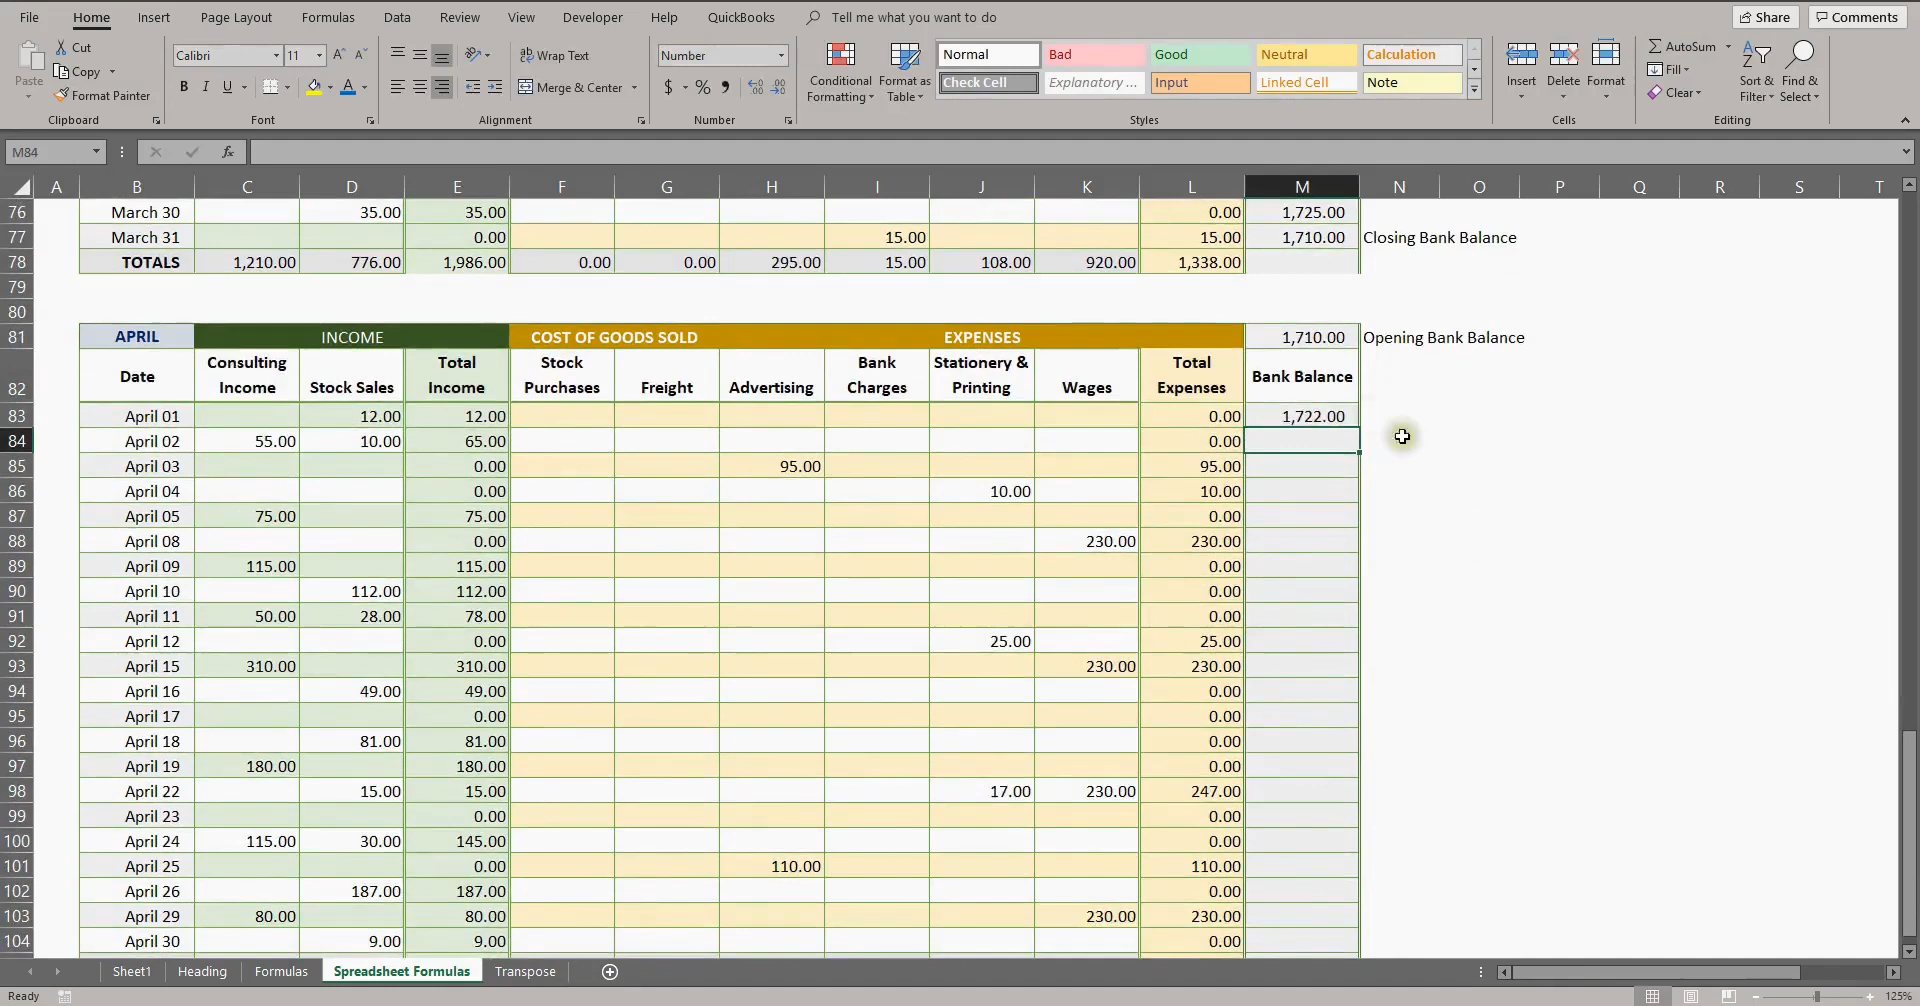 File Home Insert Page Layout Formulas Data Review View Developer Help QuickBooks Tell me what you want to do Share Comments
Paste Cut Copy Format Painter Clipboard
Calibri 11 B I U A Font
Wrap Text Merge & Center Alignment
Number $ % Number
Conditional Formatting Format as Table
Normal Bad Good Neutral Calculation
Check Cell Explanatory ... Input Linked Cell Note
Styles
Insert Delete Format Cells
AutoSum Fill Clear Sort & Filter Find & Select Editing
M84 fx
A B C D E F G H I J K L M N O P Q R S T
76 March 30 35.00 35.00 0.00 1,725.00
77 March 31 0.00 15.00 15.00 1,710.00 Closing Bank Balance
78 TOTALS 1,210.00 776.00 1,986.00 0.00 0.00 295.00 15.00 108.00 920.00 1,338.00
79
80
81 APRIL INCOME COST OF GOODS SOLD EXPENSES 1,710.00 Opening Bank Balance
82 Date Consulting Income Stock Sales Total Income Stock Purchases Freight Advertising Bank Charges Stationery & Printing Wages Total Expenses Bank Balance
83 April 01 12.00 12.00 0.00 1,722.00
84 April 02 55.00 10.00 65.00 0.00
85 April 03 0.00 95.00 95.00
86 April 04 0.00 10.00 10.00
87 April 05 75.00 75.00 0.00
88 April 08 0.00 230.00 230.00
89 April 09 115.00 115.00 0.00
90 April 10 112.00 112.00 0.00
91 April 11 50.00 28.00 78.00 0.00
92 April 12 0.00 25.00 25.00
93 April 15 310.00 310.00 230.00 230.00
94 April 16 49.00 49.00 0.00
95 April 17 0.00 0.00
96 April 18 81.00 81.00 0.00
97 April 19 180.00 180.00 0.00
98 April 22 15.00 15.00 17.00 230.00 247.00
99 April 23 0.00 0.00
100 April 24 115.00 30.00 145.00 0.00
101 April 25 0.00 110.00 110.00
102 April 26 187.00 187.00 0.00
103 April 29 80.00 80.00 230.00 230.00
104 April 30 9.00 9.00 0.00
Sheet1 Heading Formulas Spreadsheet Formulas Transpose
Ready 125%